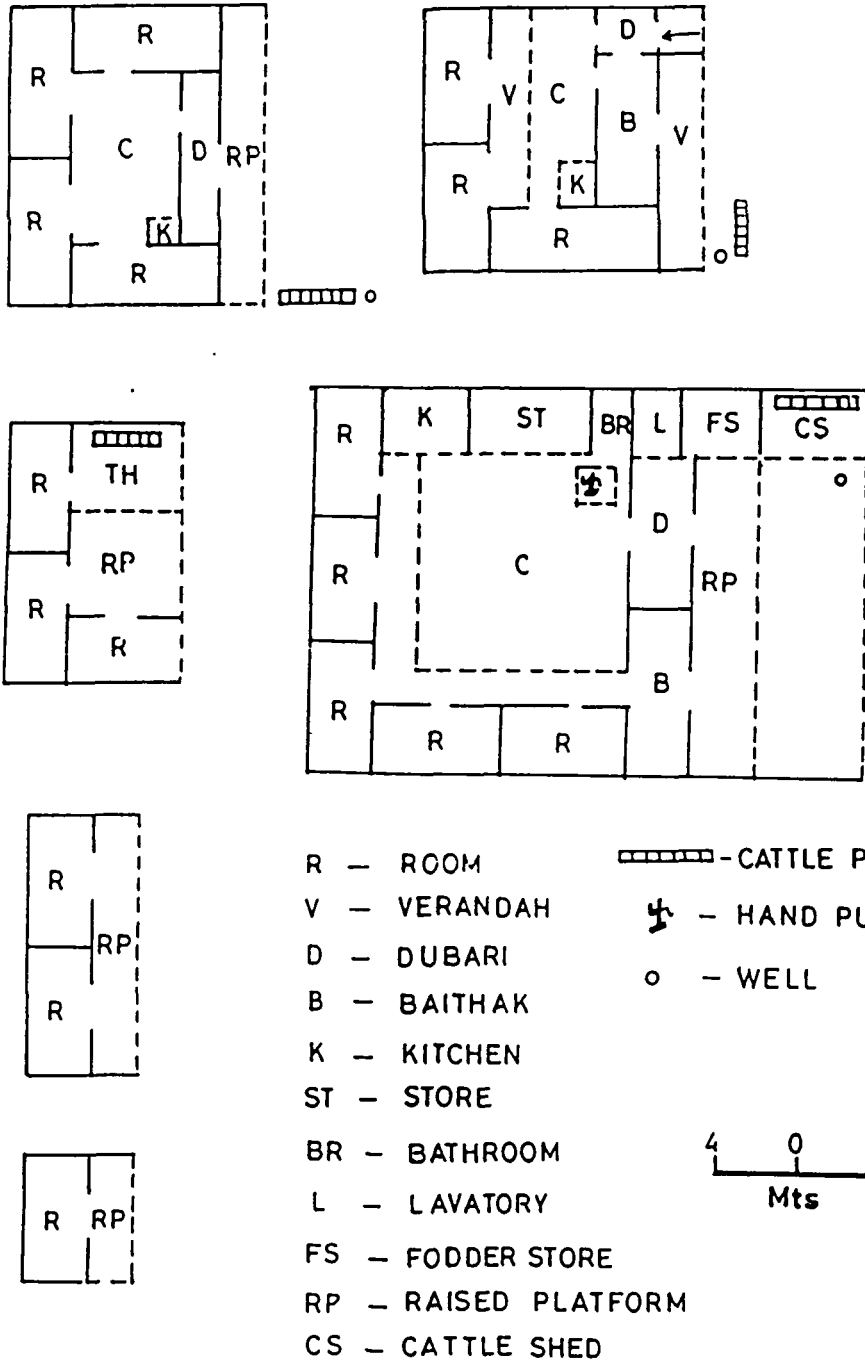 R
R
C
D
RP
R
K
R
D
R
V
C
B
V
R
K
R
R
TH
RP
R
R
R
K
ST
BR
L
FS
CS
D
R
C
RP
R
B
R
R
R
RP
R
R
RP
R – ROOM
V – VERANDAH
D – DUBARI
B – BAITHAK
K – KITCHEN
ST – STORE
BR – BATHROOM
L – LAVATORY
FS – FODDER STORE
RP – RAISED PLATFORM
CS – CATTLE SHED
- CATTLE P
- HAND PU
- WELL
4 0
Mts